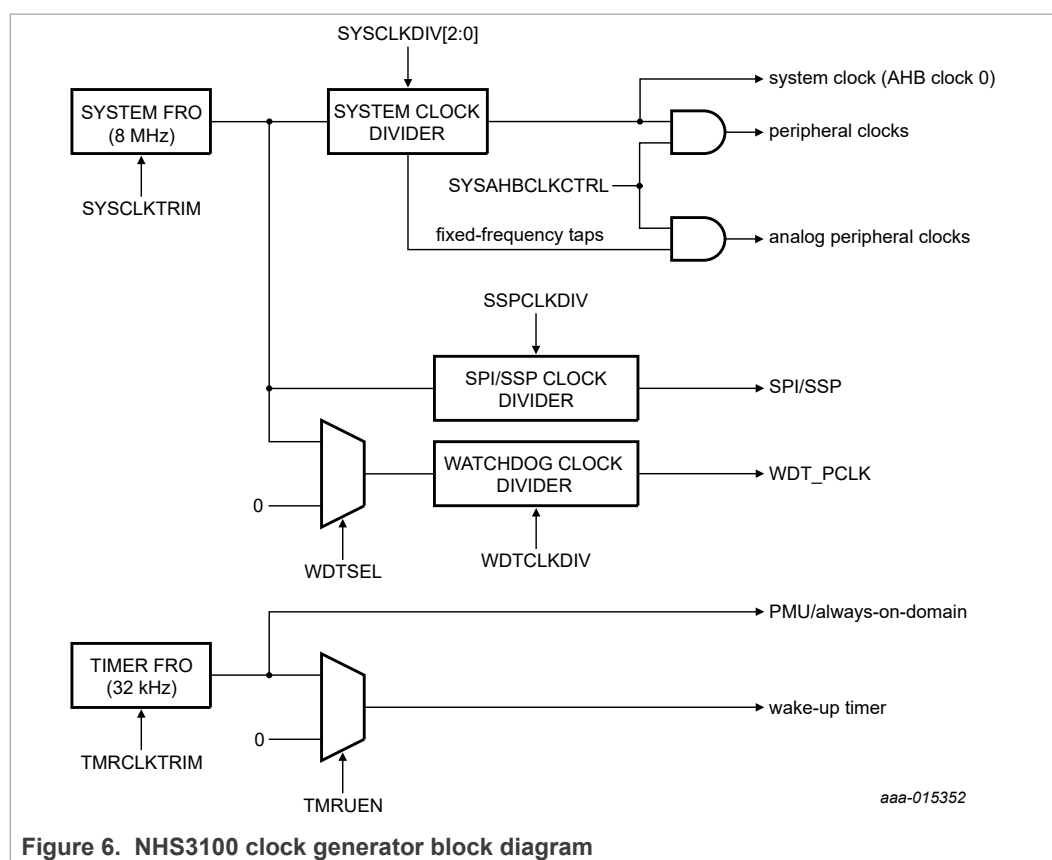 SYSCLKDIV[2:0]
SYSTEM FRO
(8 MHz)
SYSTEM CLOCK
DIVIDER
system clock (AHB clock 0)
peripheral clocks
SYSAHBCLKCTRL
SYSCLKTRIM
fixed-frequency taps
analog peripheral clocks
SSPCLKDIV
SPI/SSP CLOCK
DIVIDER
SPI/SSP
WATCHDOG CLOCK
DIVIDER
WDT_PCLK
0
WDTSEL
WDTCLKDIV
PMU/always-on-domain
TIMER FRO
(32 kHz)
wake-up timer
0
TMRCLKTRIM
TMRUEN
aaa-015352
Figure 6. NHS3100 clock generator block diagram